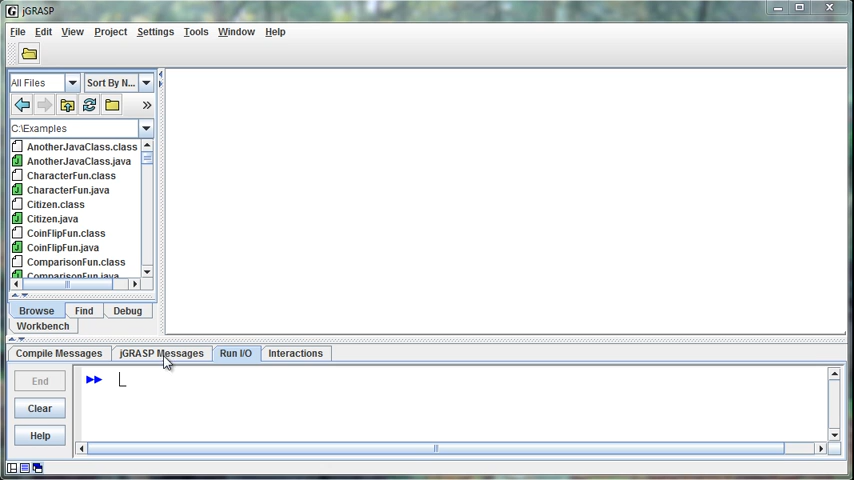 jGRASP
File Edit View Project Settings Tools Window Help
All Files Sort By N...
»
C:\Examples
AnotherJavaClass.class
AnotherJavaClass.java
CharacterFun.class
CharacterFun.java
Citizen.class
Citizen.java
CoinFlipFun.class
CoinFlipFun.java
ComparisonFun.class
ComparisonFun.java
Browse Find Debug
Workbench
Compile Messages jGRASP Messages Run I/O Interactions
End
Clear
Help